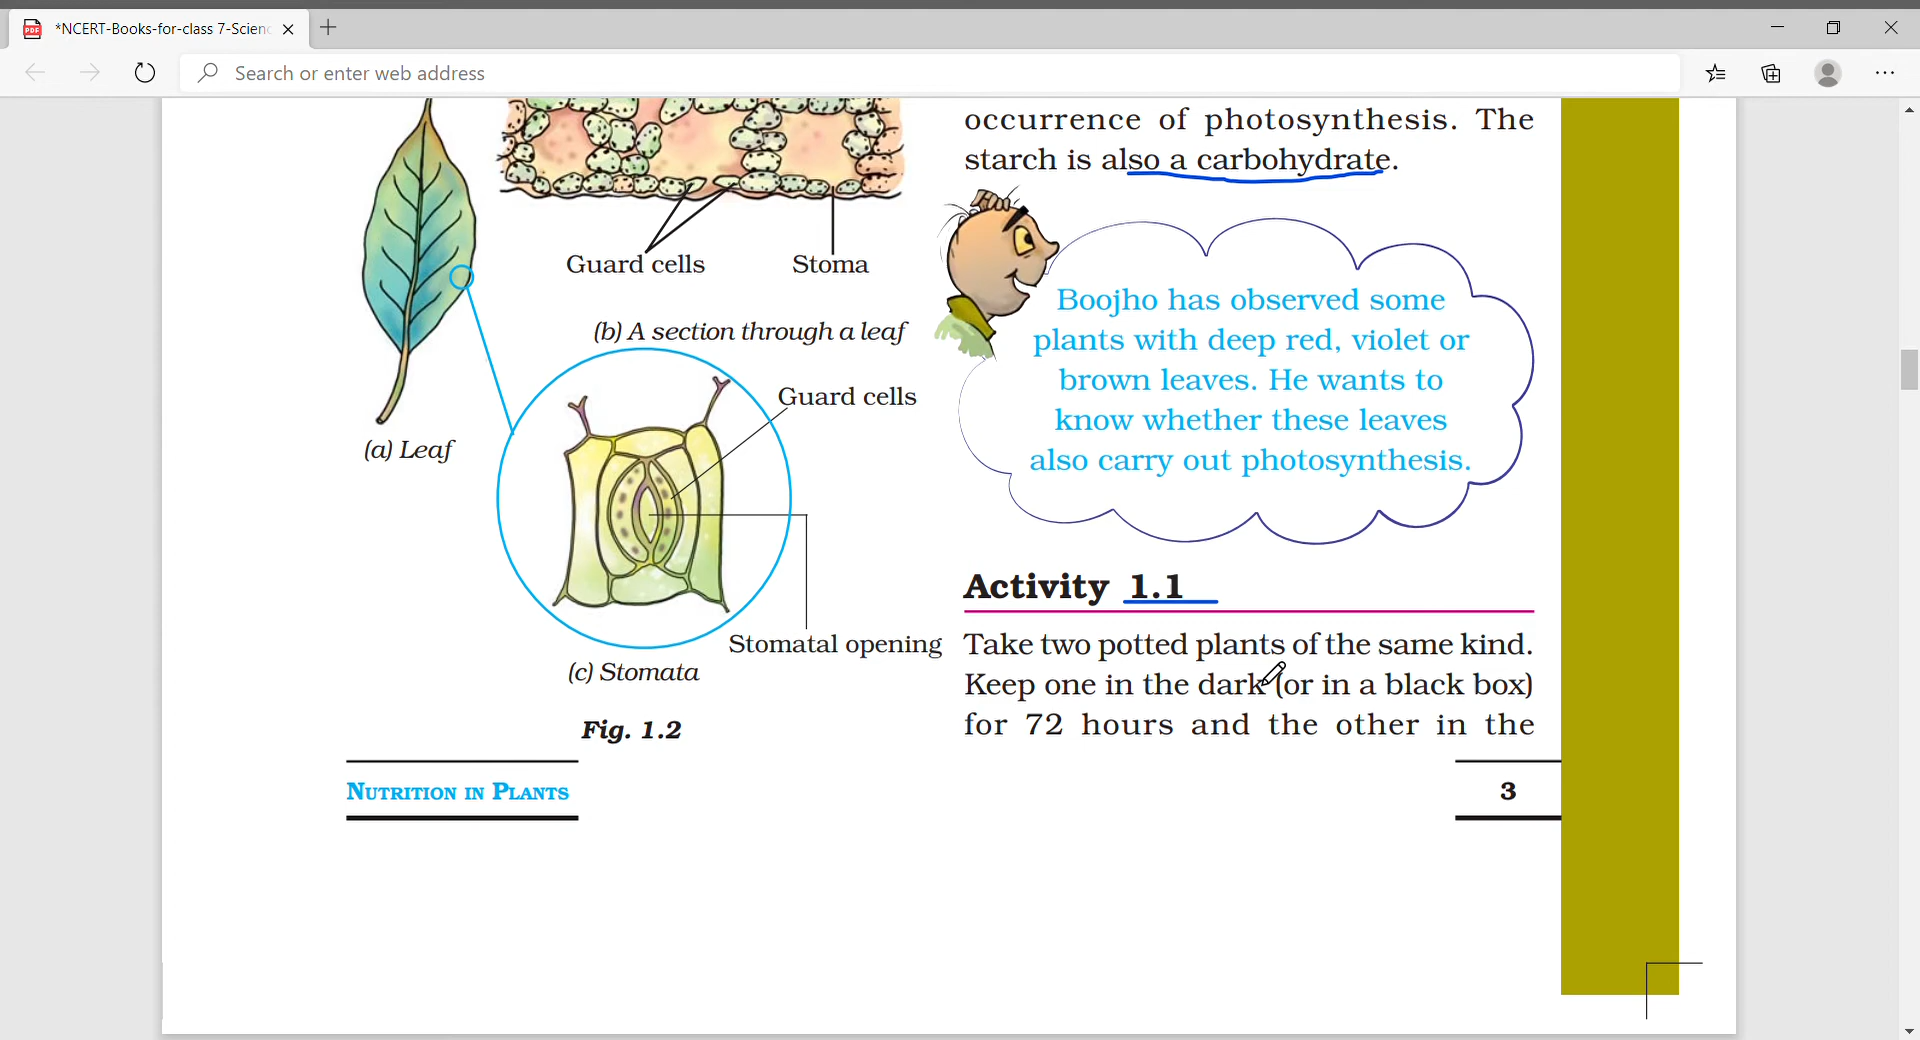 *NCERT-Books-for-class 7-Scienc
Search or enter web address
Guard cells
Stoma
(b) A section through a leaf
Guard cells
(a) Leaf
Stomatal opening
(c) Stomata
Fig. 1.2
occurrence of photosynthesis. The
starch is also a carbohydrate.
Boojho has observed some
plants with deep red, violet or
brown leaves. He wants to
know whether these leaves
also carry out photosynthesis.
Activity 1.1
Take two potted plants of the same kind.
Keep one in the dark (or in a black box)
for 72 hours and the other in the
NUTRITION IN PLANTS
3